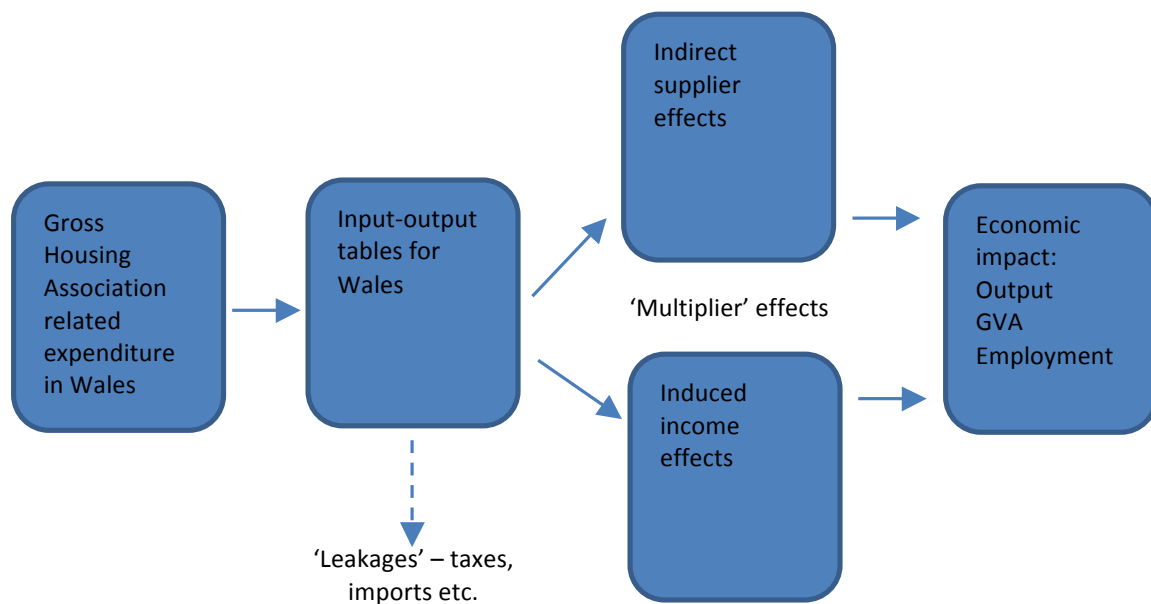 Gross
Housing
Association
related
expenditure
in Wales
Input-output
tables for
Wales
‘Leakages’ – taxes,
imports etc.
Indirect
supplier
effects
‘Multiplier’ effects
Induced
income
effects
Economic
impact:
Output
GVA
Employment